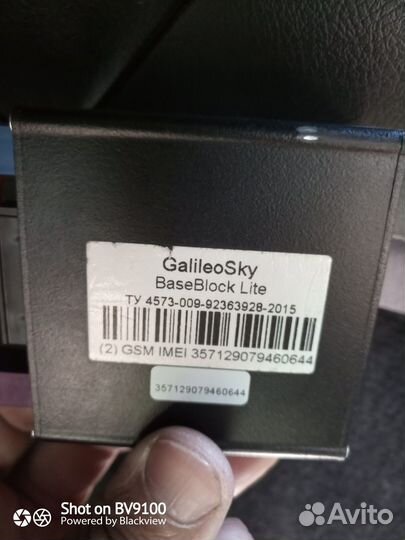 GalileoSky
BaseBlock Lite
ТУ 4573-009-92363928-2015
(2) GSM IMEI 357129079460644
357129079460644
Shot on BV9100
Powered by Blackview
Avito